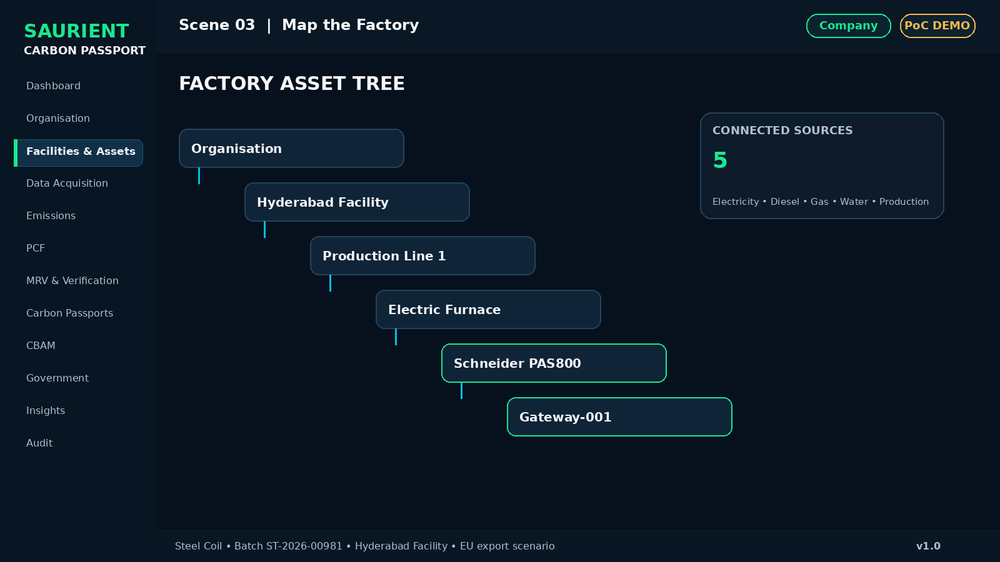 SAURIENT
CARBON PASSPORT
Dashboard
Organisation
Facilities & Assets
Data Acquisition
Emissions
PCF
MRV & Verification
Carbon Passports
CBAM
Government
Insights
Audit
Scene 03 | Map the Factory
Company
PoC DEMO
FACTORY ASSET TREE
Organisation
Hyderabad Facility
Production Line 1
Electric Furnace
Schneider PAS800
Gateway-001
CONNECTED SOURCES
5
Electricity • Diesel • Gas • Water • Production
Steel Coil • Batch ST-2026-00981 • Hyderabad Facility • EU export scenario
v1.0